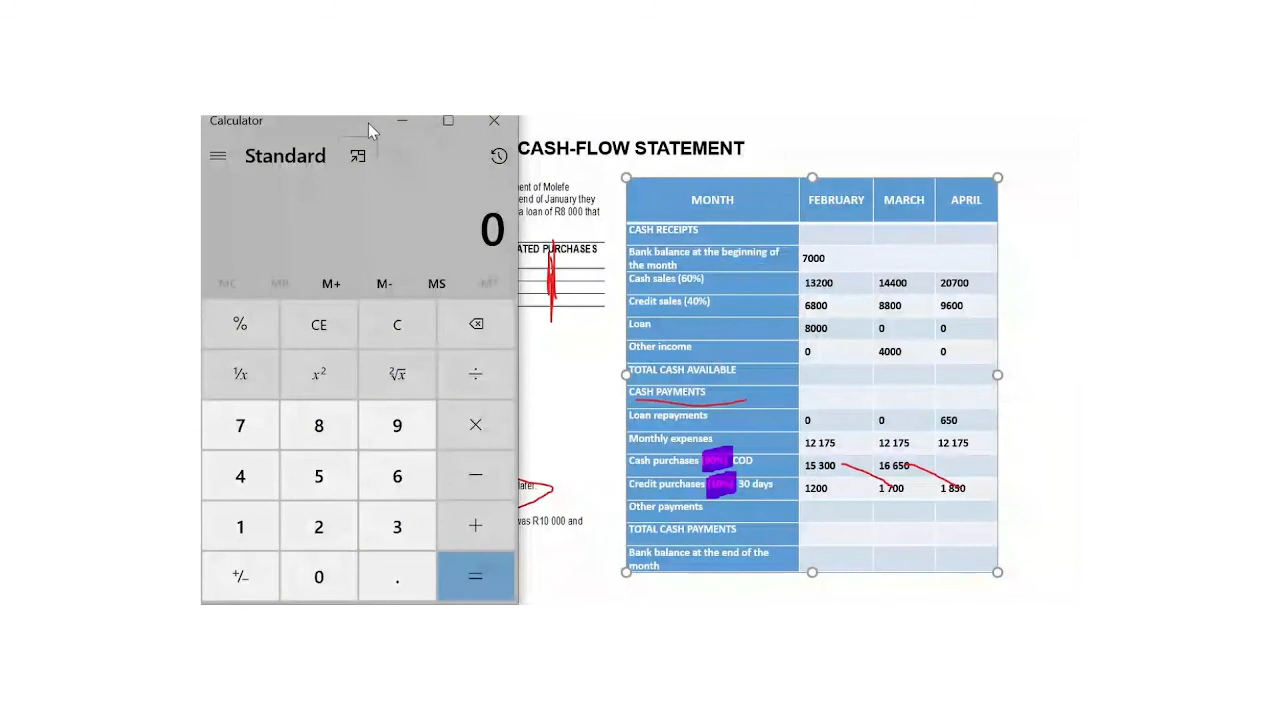 Calculator
Standard
0
MC MR M+ M- MS
% CE C
x²
7 8 9 ×
4 5 6 −
1 2 3 +
+/− 0 . =
CASH-FLOW STATEMENT
ent of Molefe
end of January they
a loan of R8 000 that
ATED PURCHASES
later.
was R10 000 and
MONTH FEBRUARY MARCH APRIL
CASH RECEIPTS
Bank balance at the beginning of
the month 7000
Cash sales (60%) 13200 14400 20700
Credit sales (40%) 6800 8800 9600
Loan 8000 0 0
Other income 0 4000 0
TOTAL CASH AVAILABLE
CASH PAYMENTS
Loan repayments 0 0 650
Monthly expenses 12 175 12 175 12 175
Cash purchases (90%) COD 15 300 16 650
Credit purchases (10%) 30 days 1200 1 700 1 850
Other payments
TOTAL CASH PAYMENTS
Bank balance at the end of the
month